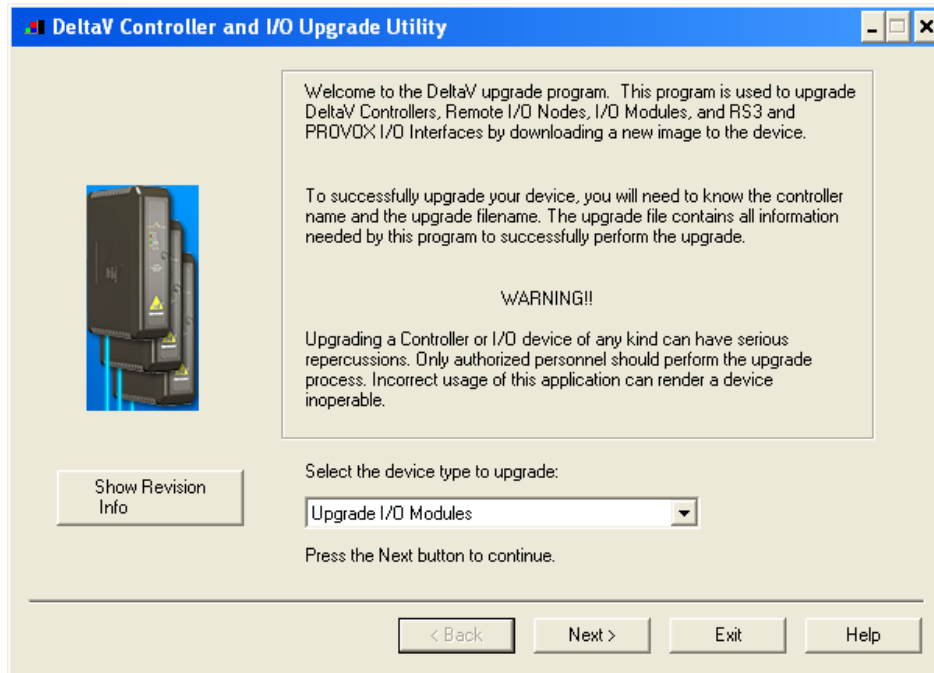 DeltaV Controller and I/O Upgrade Utility
Welcome to the DeltaV upgrade program. This program is used to upgrade
DeltaV Controllers, Remote I/O Nodes, I/O Modules, and RS3 and
PROVOX I/O Interfaces by downloading a new image to the device.
To successfully upgrade your device, you will need to know the controller
name and the upgrade filename. The upgrade file contains all information
needed by this program to successfully perform the upgrade.
WARNING!!
Upgrading a Controller or I/O device of any kind can have serious
repercussions. Only authorized personnel should perform the upgrade
process. Incorrect usage of this application can render a device
inoperable.
Select the device type to upgrade:
Show Revision
Info
Upgrade I/O Modules
Press the Next button to continue.
< Back
Next >
Exit
Help